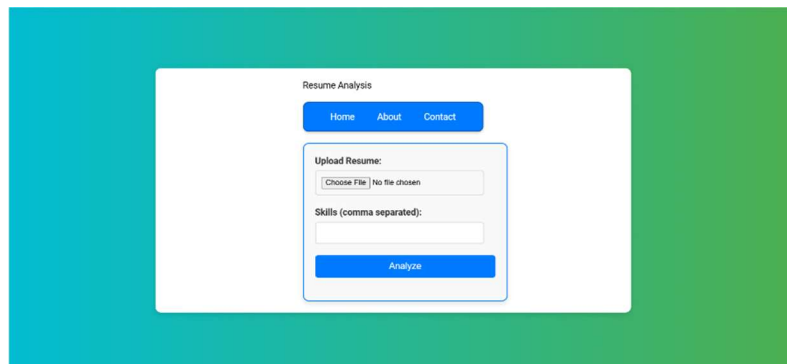 Resume Analysis
Home About Contact
Upload Resume:
Choose File No file chosen
Skills (comma separated):
Analyze